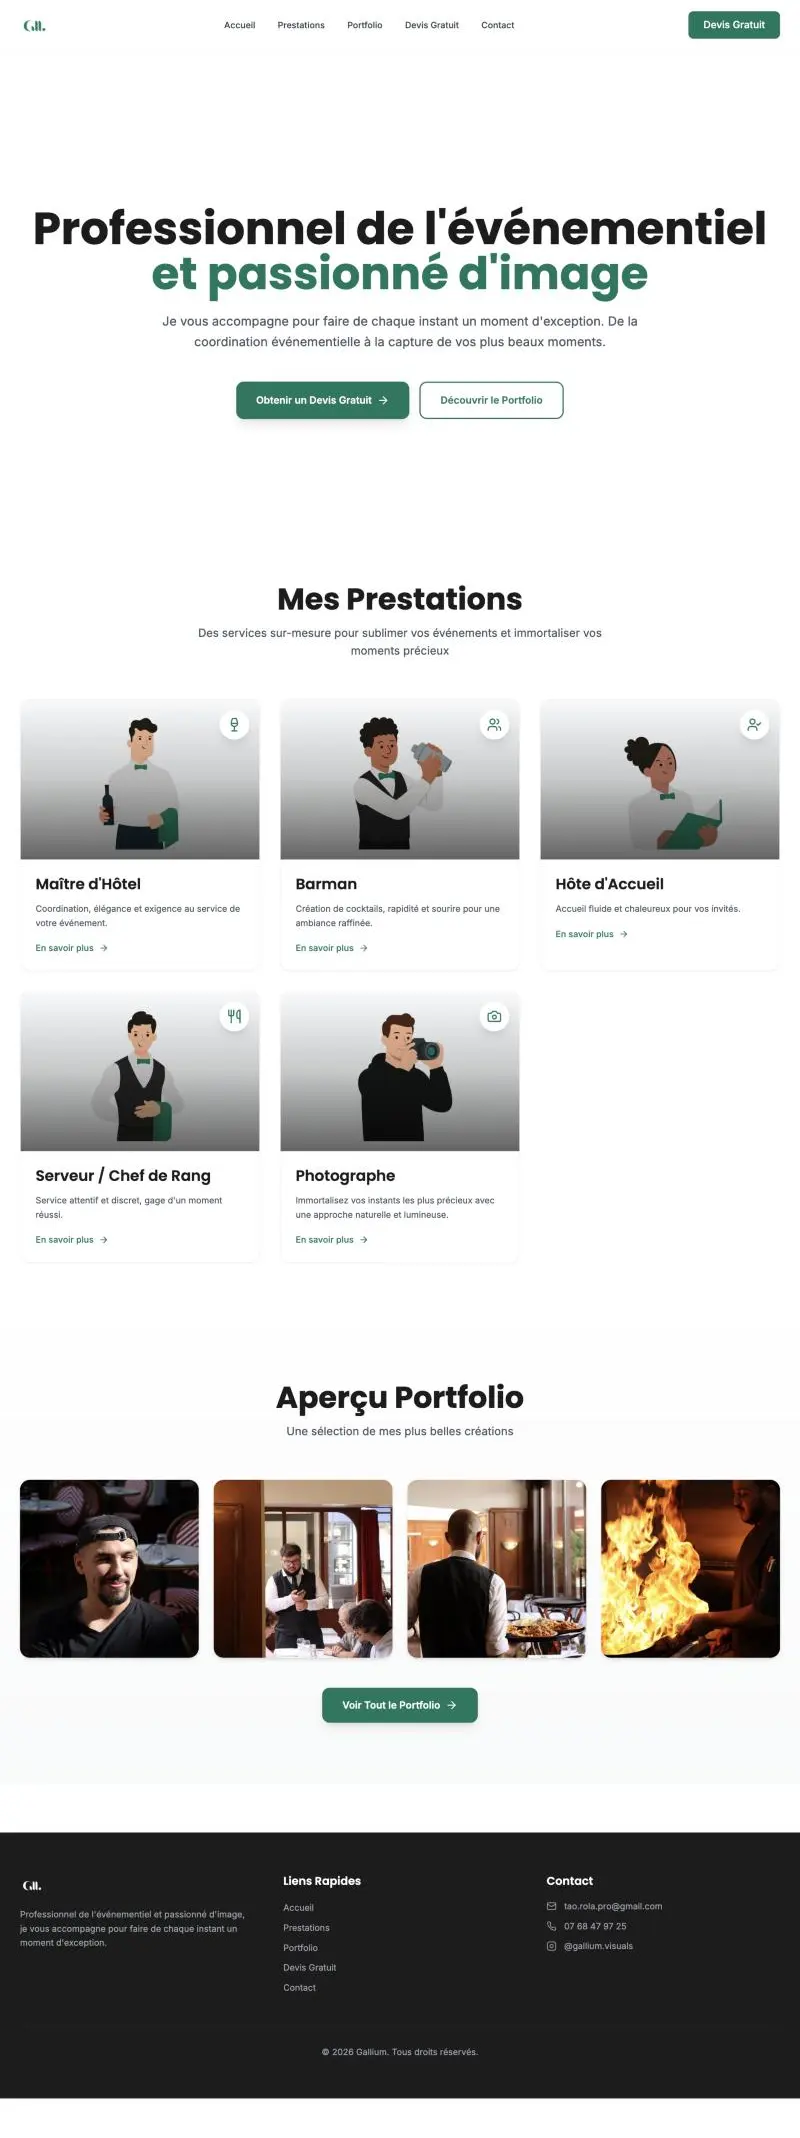 Gll.
Accueil Prestations Portfolio Devis Gratuit Contact
Devis Gratuit
Professionnel de l'événementiel
et passionné d'image
Je vous accompagne pour faire de chaque instant un moment d'exception. De la
coordination événementielle à la capture de vos plus beaux moments.
Obtenir un Devis Gratuit →
Découvrir le Portfolio
Mes Prestations
Des services sur-mesure pour sublimer vos événements et immortaliser vos
moments précieux
Maître d'Hôtel
Coordination, élégance et exigence au service de
votre événement.
En savoir plus →
Barman
Création de cocktails, rapidité et sourire pour une
ambiance raffinée.
En savoir plus →
Hôte d'Accueil
Accueil fluide et chaleureux pour vos invités.
En savoir plus →
Serveur / Chef de Rang
Service attentif et discret, gage d'un moment
réussi.
En savoir plus →
Photographe
Immortalisez vos instants les plus précieux avec
une approche naturelle et lumineuse.
En savoir plus →
Aperçu Portfolio
Une sélection de mes plus belles créations
Voir Tout le Portfolio →
Gll.
Professionnel de l'événementiel et passionné d'image,
je vous accompagne pour faire de chaque instant un
moment d'exception.
Liens Rapides
Accueil
Prestations
Portfolio
Devis Gratuit
Contact
Contact
tao.rola.pro@gmail.com
07 68 47 97 25
@gallium.visuals
© 2026 Gallium. Tous droits réservés.